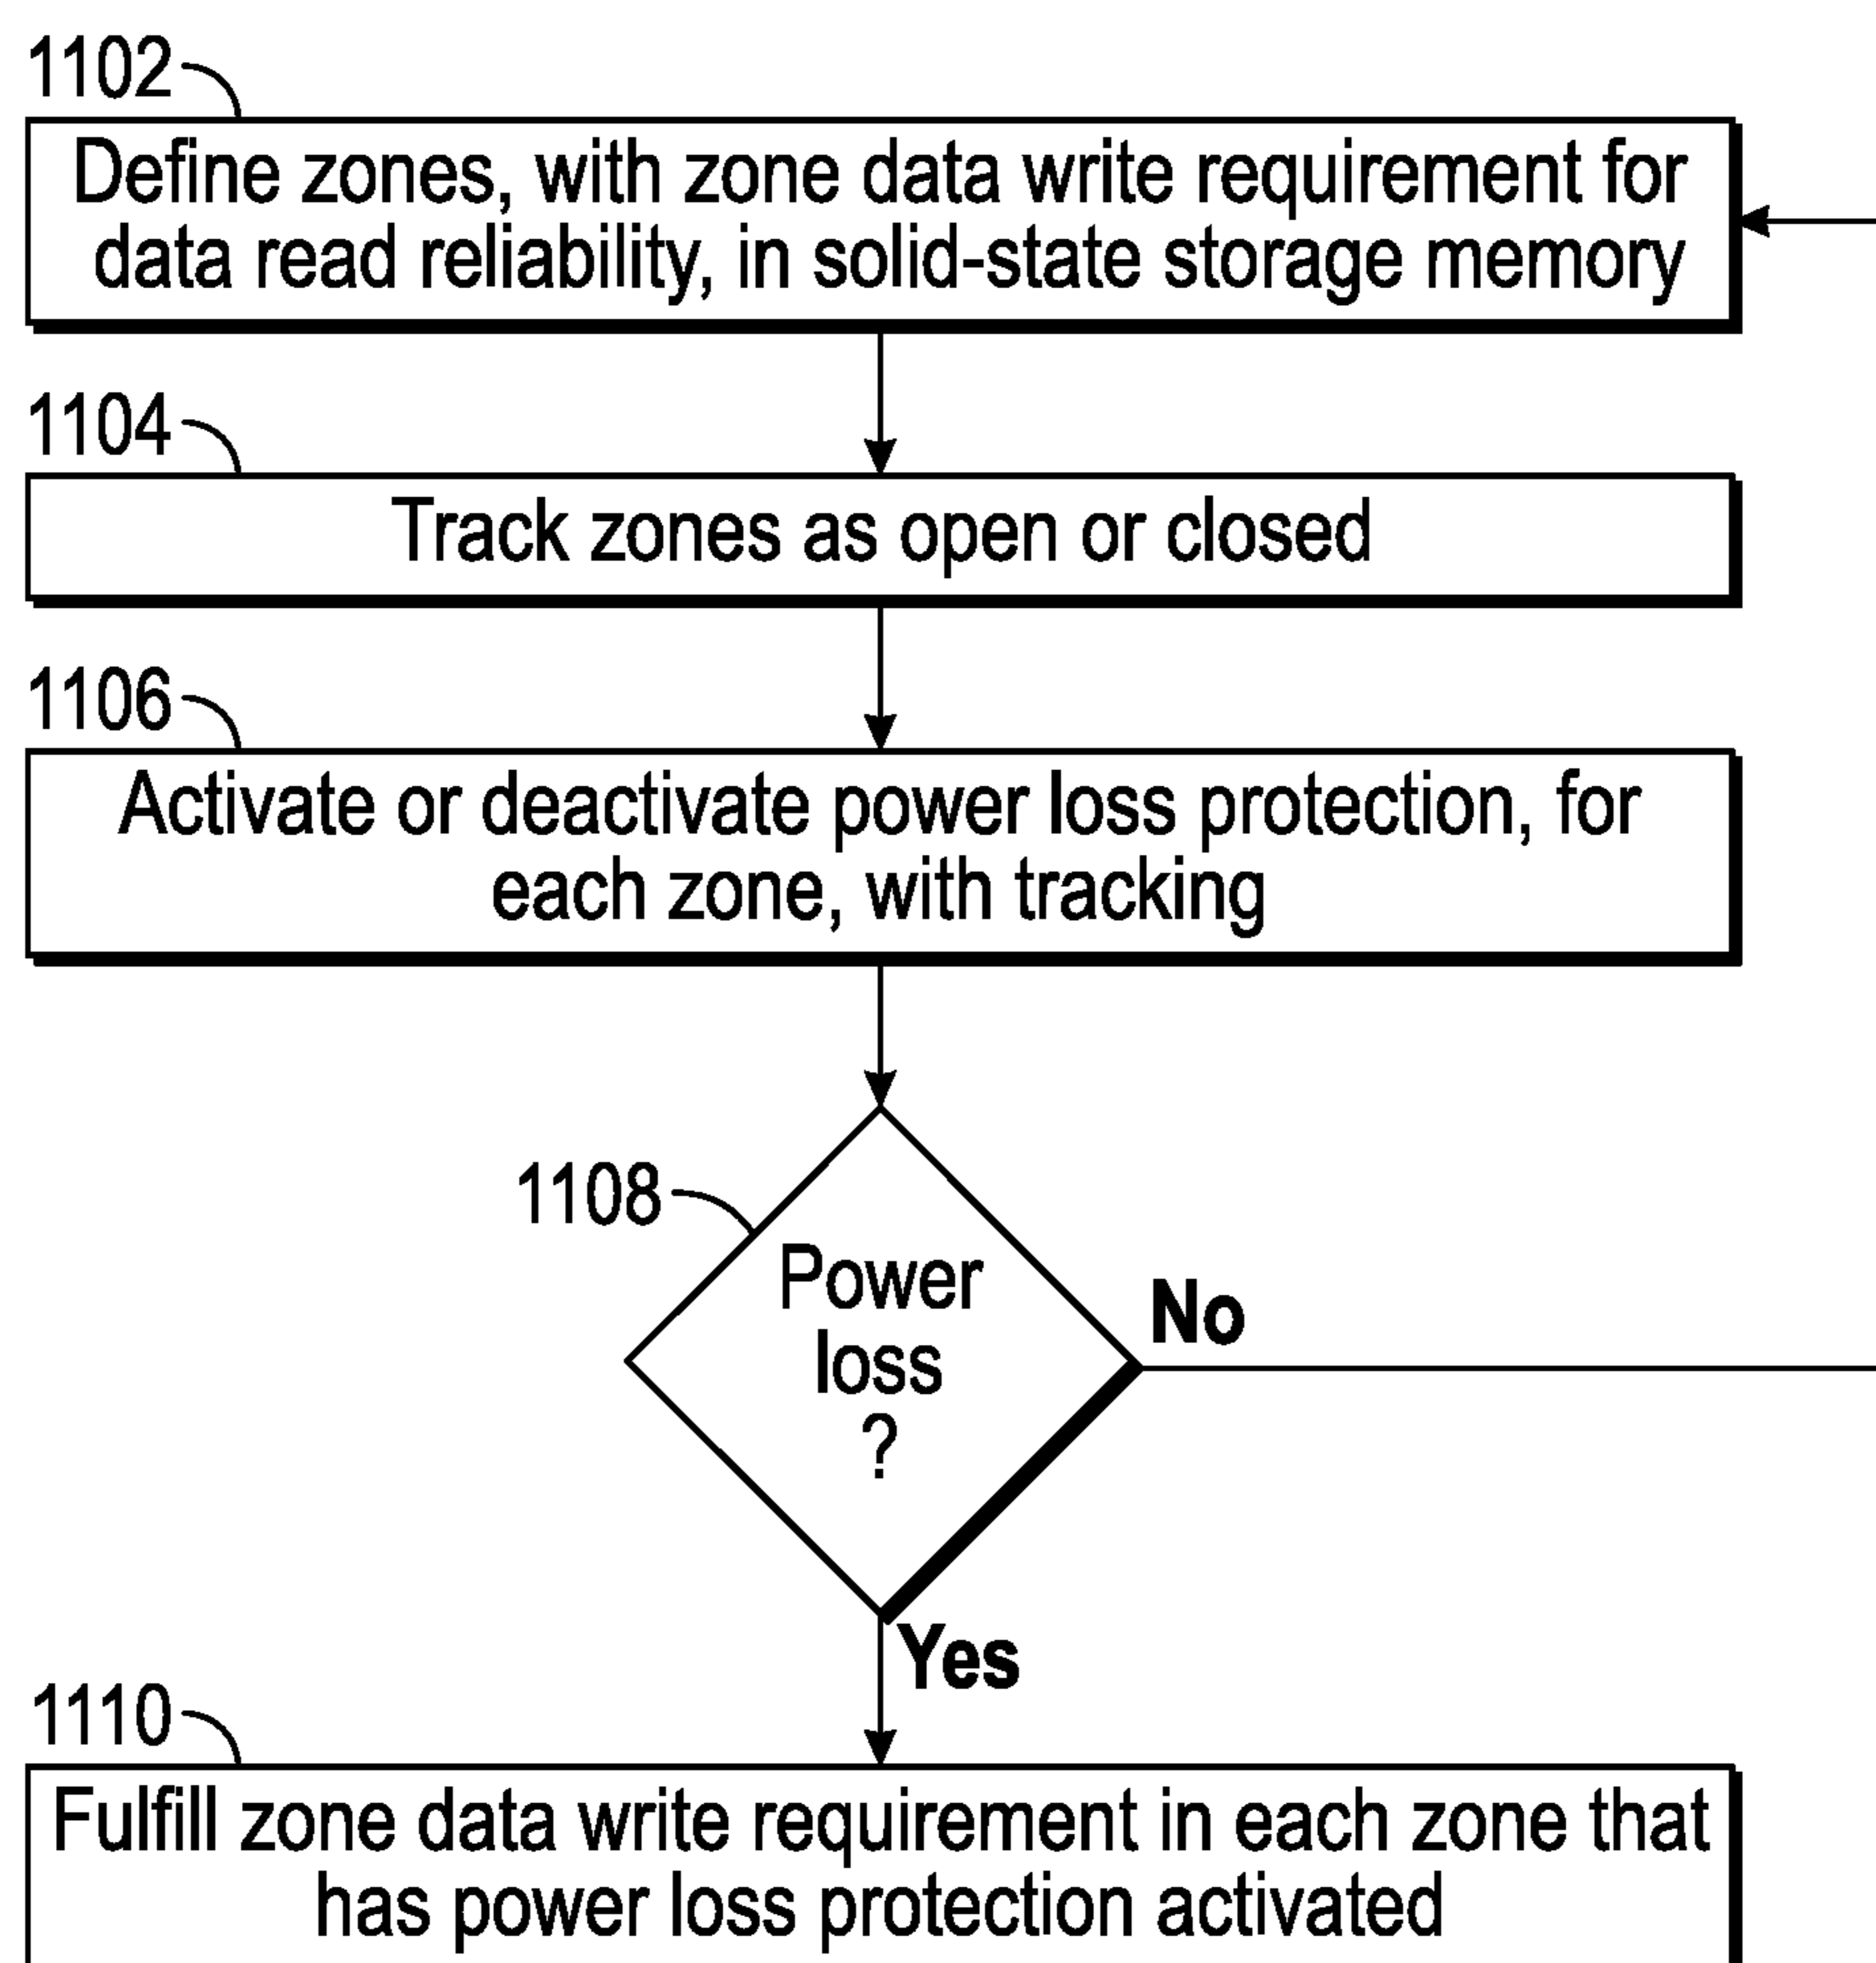 1102
Define zones, with zone data write requirement for
data read reliability, in solid-state storage memory
1104
Track zones as open or closed
1106
Activate or deactivate power loss protection, for
each zone, with tracking
1108
Power
loss
?
No
Yes
1110
Fulfill zone data write requirement in each zone that
has power loss protection activated